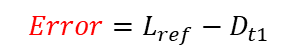 Error = L_ref − D_t1